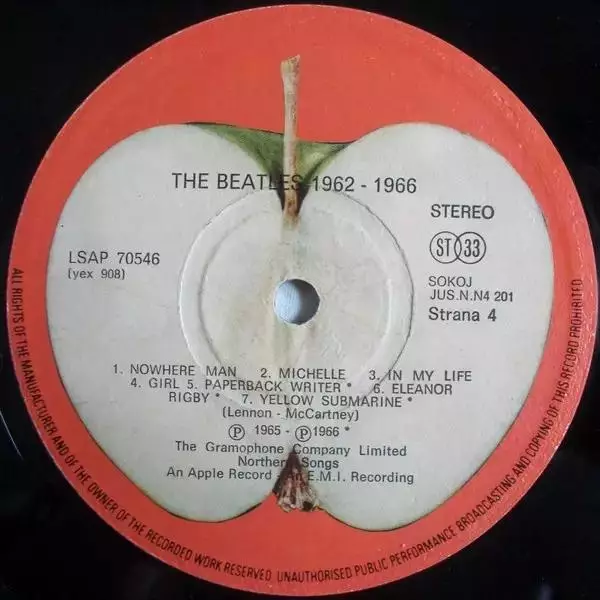 THE BEATLES 1962 - 1966
STEREO
ST 33
LSAP 70546
(yex 908)
SOKOJ
JUS.N.N4 201
Strana 4
1. NOWHERE MAN 2. MICHELLE 3. IN MY LIFE
4. GIRL 5. PAPERBACK WRITER * 6. ELEANOR
RIGBY * 7. YELLOW SUBMARINE *
(Lennon - McCartney)
Ⓟ 1965 - Ⓟ 1966 *
The Gramophone Company Limited
Northern Songs
An Apple Record - An E.M.I. Recording
ALL RIGHTS OF THE MANUFACTURER AND OF THE OWNER OF THE RECORDED WORK RESERVED UNAUTHORISED PUBLIC PERFORMANCE BROADCASTING AND COPYING OF THIS RECORD PROHIBITED